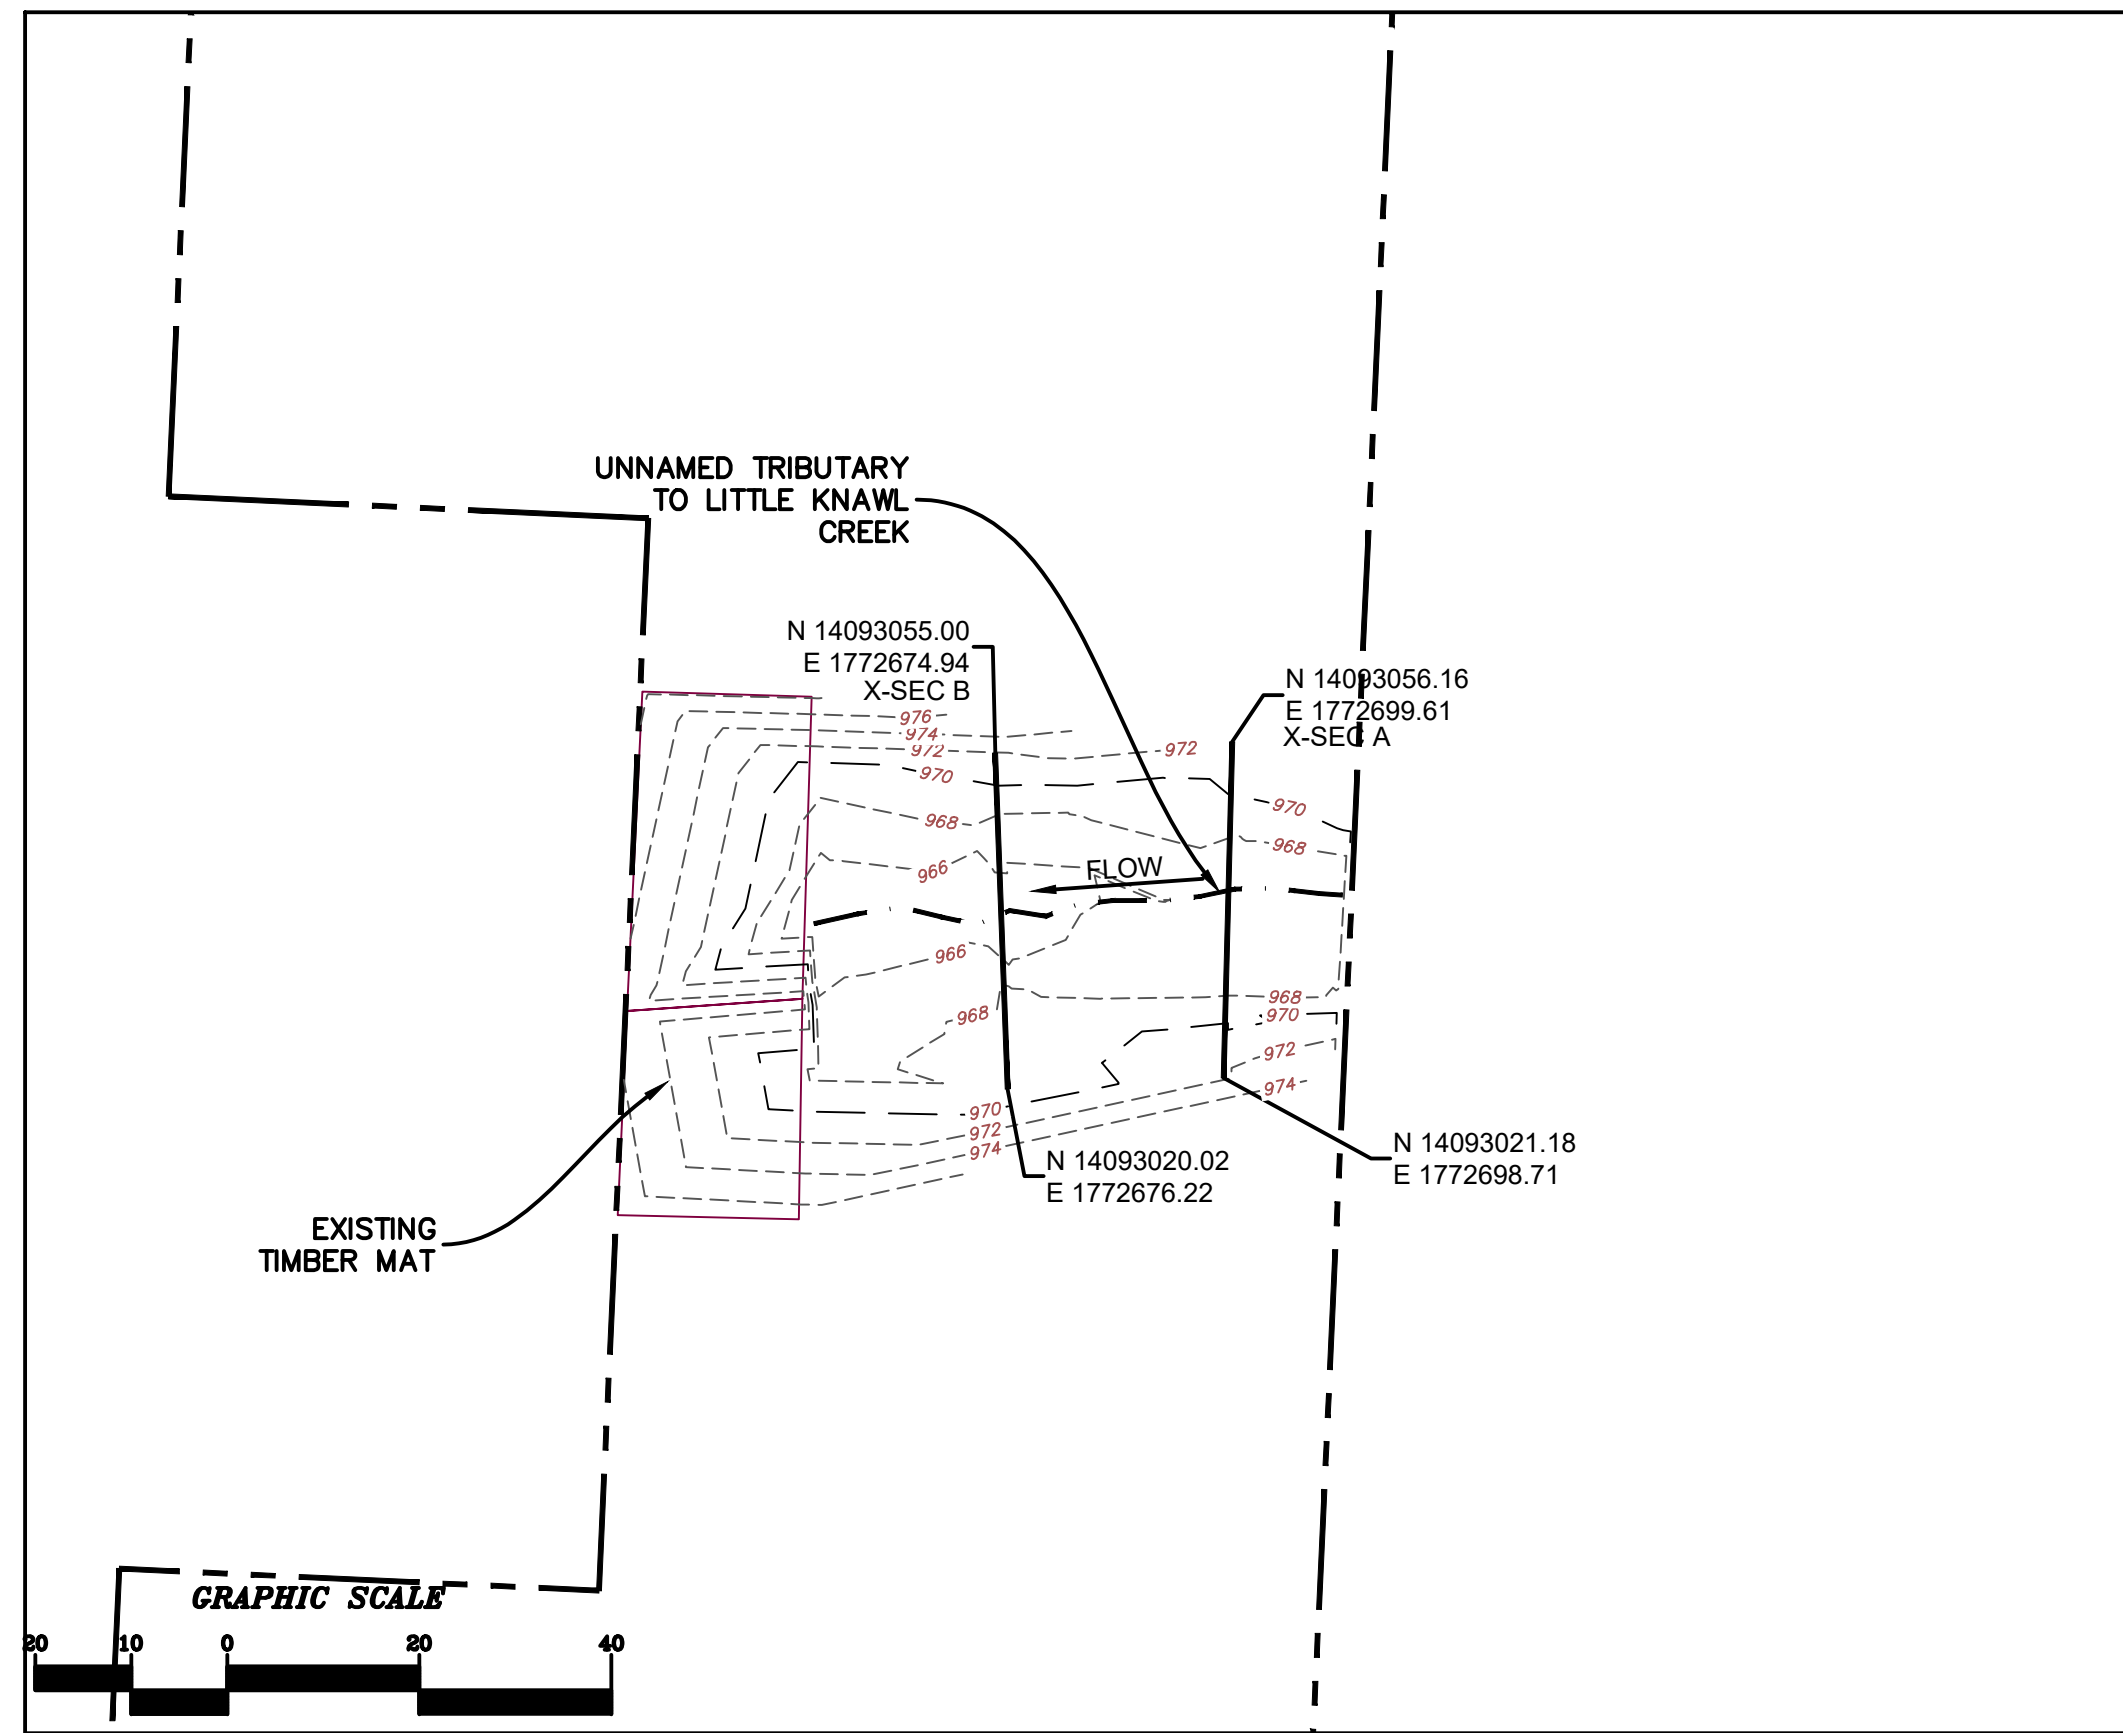 UNNAMED TRIBUTARY
TO LITTLE KNAWL
CREEK
N 14093055.00
E 1772674.94
X-SEC B
N 14093056.16
E 1772699.61
X-SEC A
976
974
972
972
970
970
968
968
966
FLOW
966
968
968
970
972
974
970
972
974
N 14093020.02
E 1772676.22
N 14093021.18
E 1772698.71
EXISTING
TIMBER MAT
GRAPHIC SCALE
20 10 0 20 40